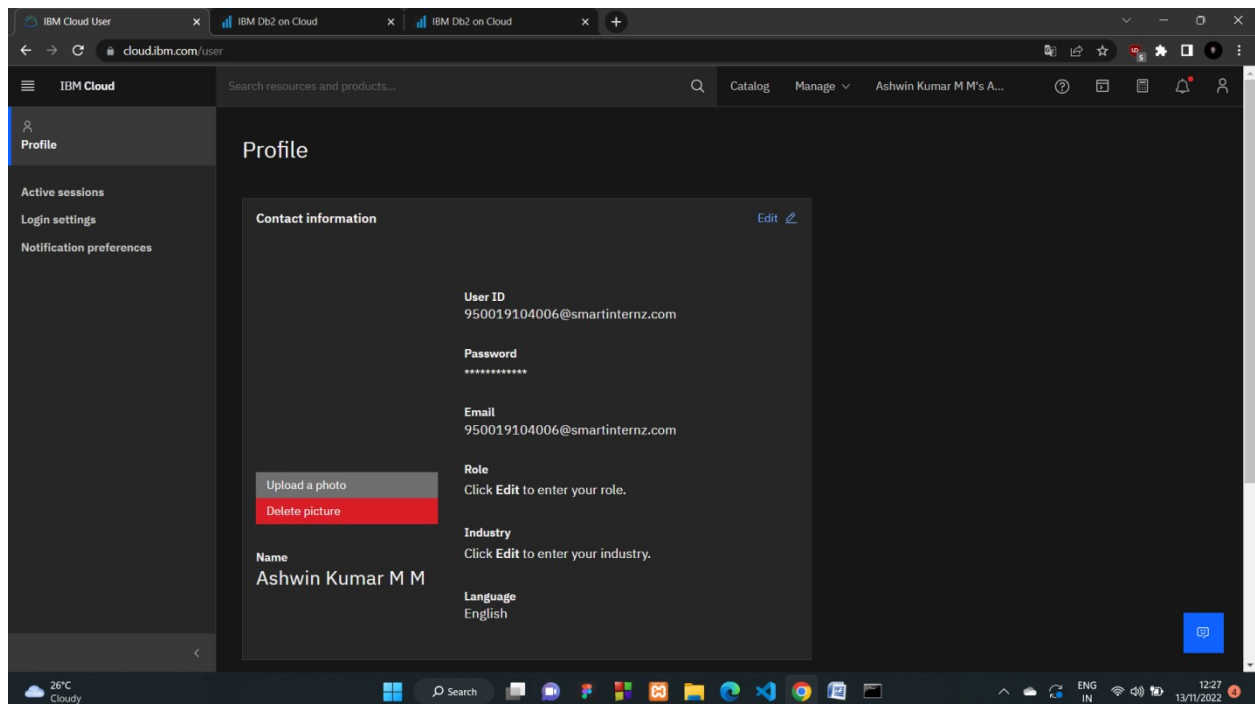 IBM Cloud User
IBM Db2 on Cloud
IBM Db2 on Cloud
cloud.ibm.com/user
IBM Cloud
Search resources and products...
Catalog
Manage
Ashwin Kumar M M's A...
Profile
Active sessions
Login settings
Notification preferences
Profile
Contact information
Edit
User ID
950019104006@smartinternz.com
Password
************
Email
950019104006@smartinternz.com
Role
Click Edit to enter your role.
Industry
Click Edit to enter your industry.
Language
English
Upload a photo
Delete picture
Name
Ashwin Kumar M M
26°C
Cloudy
Search
ENG
IN
12:27
13/11/2022
4